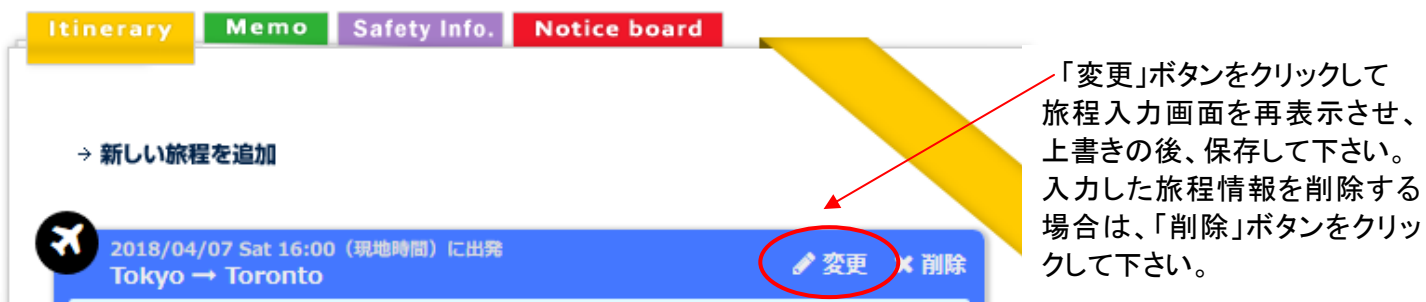 Itinerary Memo Safety Info. Notice board
→ 新しい旅程を追加
2018/04/07 Sat 16:00（現地時間）に出発
Tokyo → Toronto
変更 削除
「変更」ボタンをクリックして
旅程入力画面を再表示させ、
上書きの後、保存して下さい。
入力した旅程情報を削除する
場合は、「削除」ボタンをクリッ
クして下さい。